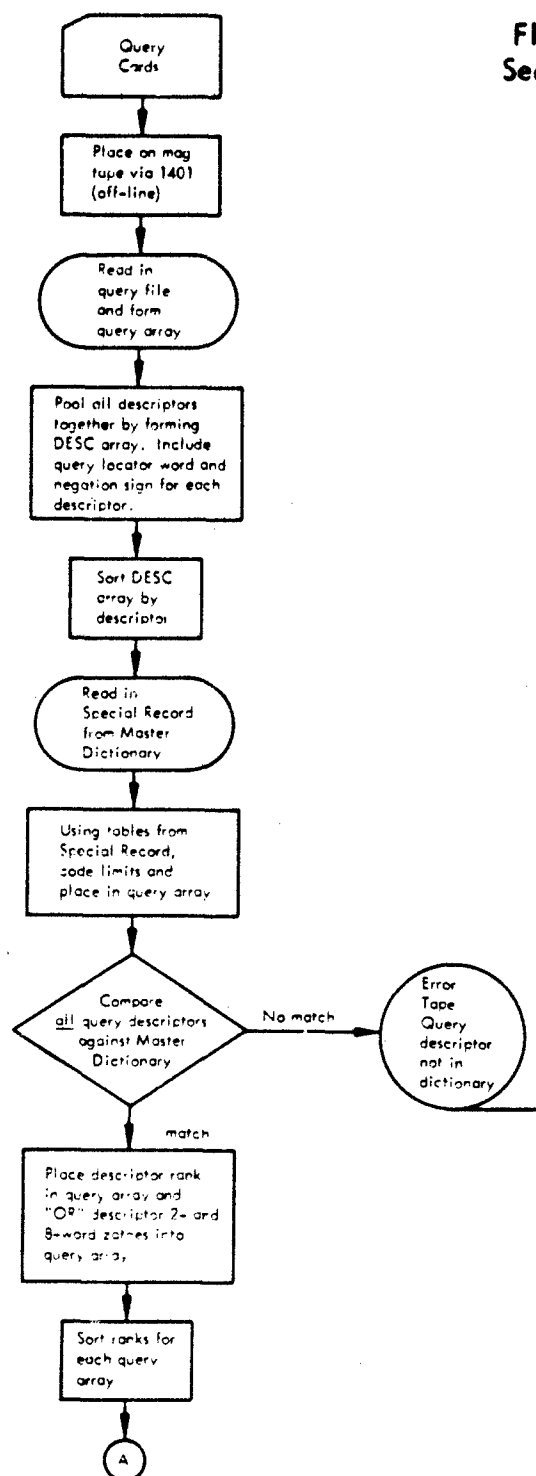 Fl
Sec
Query
Cards
Place on mag
tape via 1401
(off-line)
Read in
query file
and form
query array
Pool all descriptors
together by forming
DESC array. Include
query locator word and
negation sign for each
descriptor.
Sort DESC
array by
descriptor
Read in
Special Record
from Master
Dictionary
Using tables from
Special Record,
code limits and
place in query array
Compare
all query descriptors
against Master
Dictionary
No match
Error
Tape
Query
descriptor
not in
dictionary
match
Place descriptor rank
in query array and
"OR" descriptor 2- and
8-word into
query array
Sort ranks for
each query
array
A